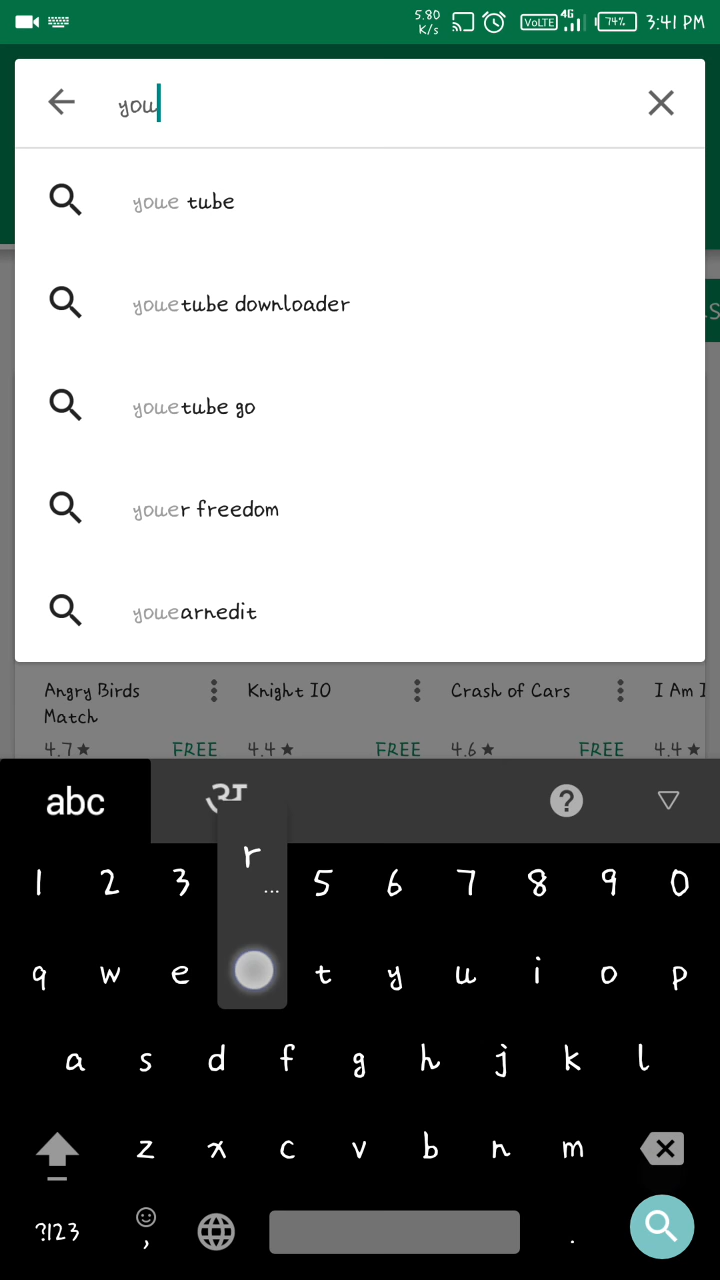 5.80
K/s
VoLTE
4G
74%
3:41 PM
you
youe tube
youetube downloader
youetube go
youer freedom
youearnedit
S
Angry Birds
Match
Knight IO
Crash of Cars
I Am I
4.7★ FREE 4.4★ FREE 4.6★ FREE 4.4★
abc ?
r
...
1 2 3 5 6 7 8 9 0
q w e t y u i o p
a s d f g h j k l
z x c v b n m
?123 , .